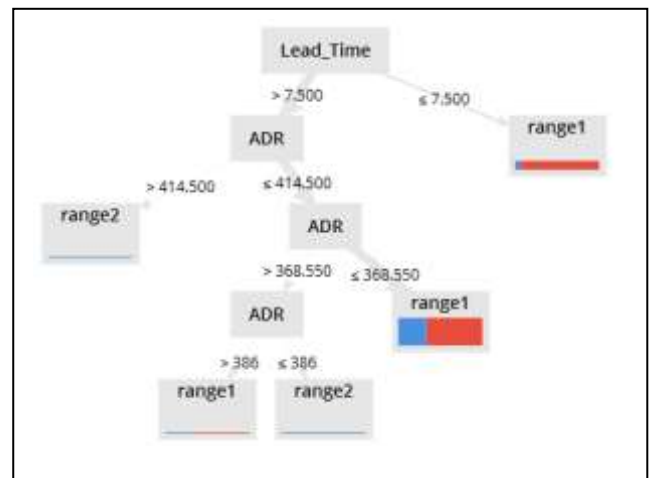 Lead_Time
> 7.500
≤ 7.500
range1
ADR
> 414.500
≤ 414.500
range2
ADR
> 368.550
≤ 368.550
ADR
range1
> 386
≤ 386
range1
range2